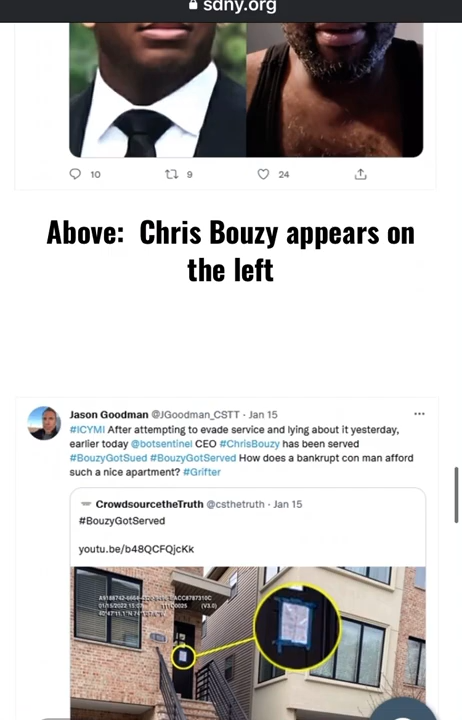 sdny.org
10 9 24
Above: Chris Bouzy appears on
the left
Jason Goodman @JGoodman_CSTT · Jan 15 ...
#ICYMI After attempting to evade service and lying about it yesterday,
earlier today @botsentinel CEO #ChrisBouzy has been served
#BouzyGotSued #BouzyGotServed How does a bankrupt con man afford
such a nice apartment? #Grifter
CrowdsourcetheTruth @csthetruth · Jan 15
#BouzyGotServed
youtu.be/b48QCFQjcKk
(V3.0)